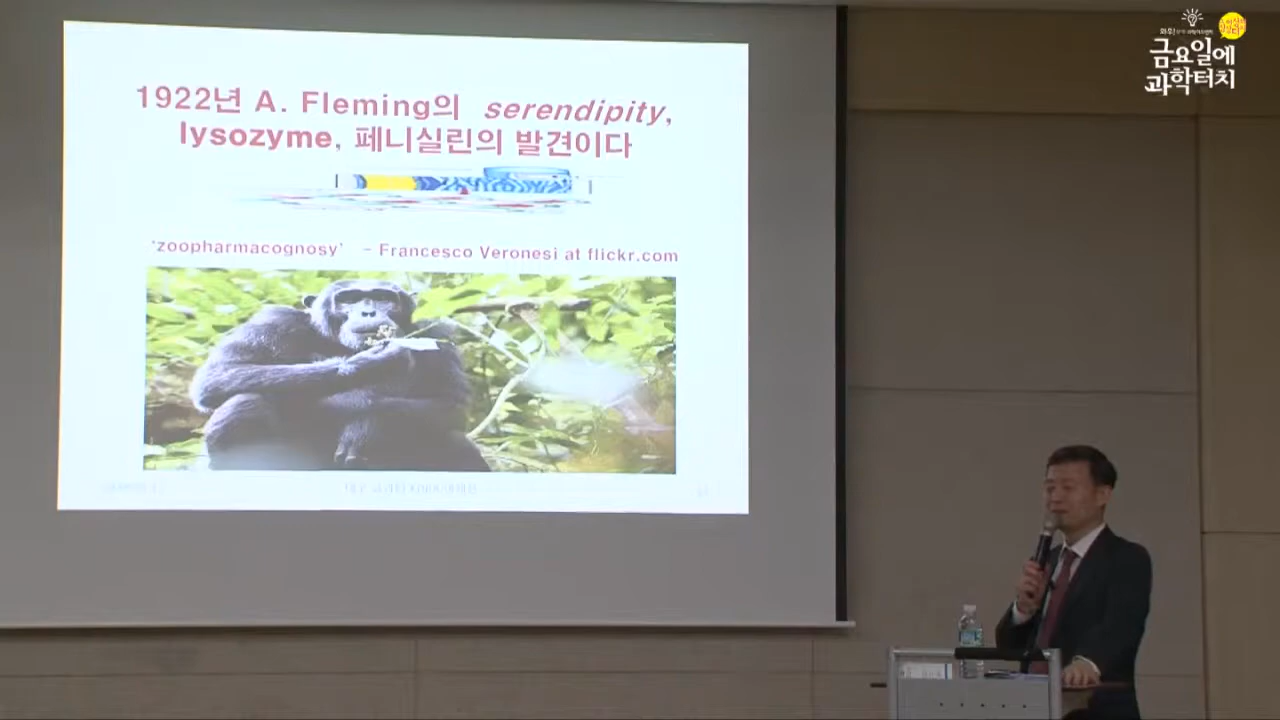 1922년 A. Fleming의 serendipity,
lysozyme, 페니실린의 발견이다
'zoopharmacognosy' – Francesco Veronesi at flickr.com
금요일에
과학터치